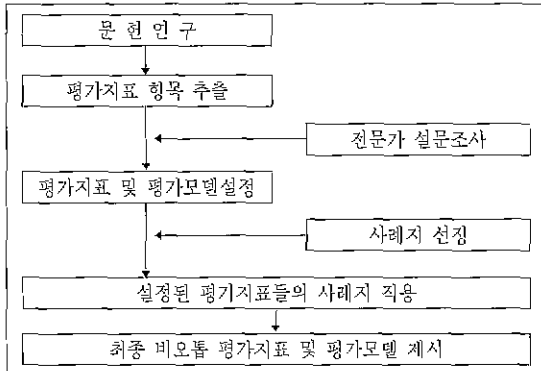 문 헌 연 구
평가지표 항목 추출
전문가 설문조사
평가지표 및 평가모델설정
사례지 선정
설정된 평가지표들의 사례지 적용
최종 비오톱 평가지표 및 평가모델 제시